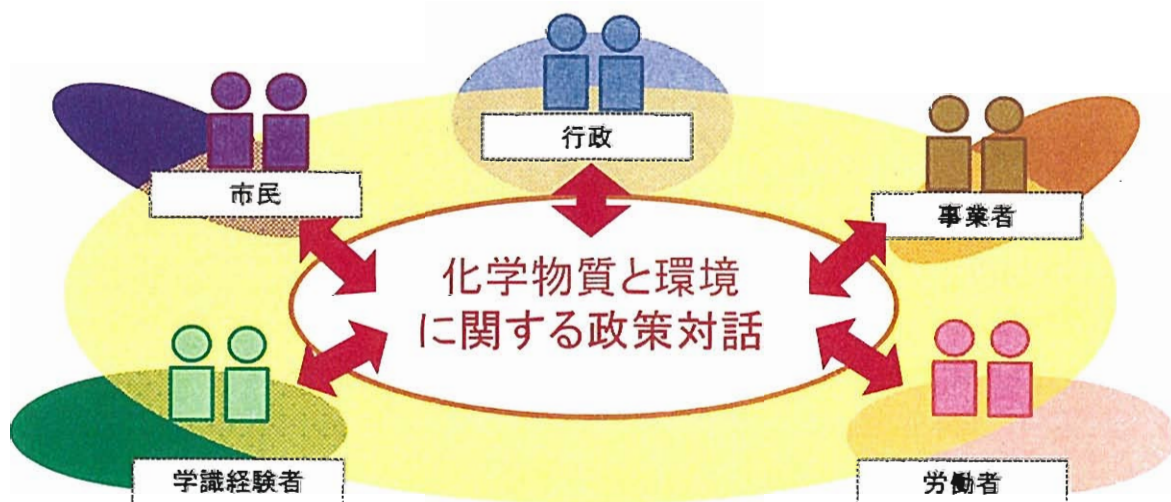 行政
市民
事業者
化学物質と環境
に関する政策対話
学識経験者
労働者